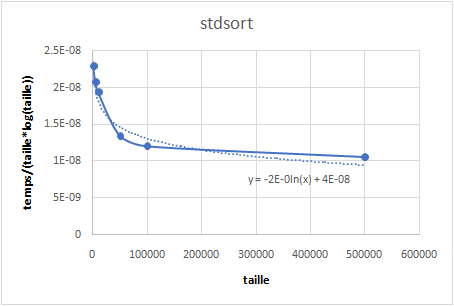 stdsort
2.5E-08
2E-08
1.5E-08
1E-08
5E-09
0
y = -2E-0ln(x) + 4E-08
0 100000 200000 300000 400000 500000 600000
temps/(taille*log(taille))
taille